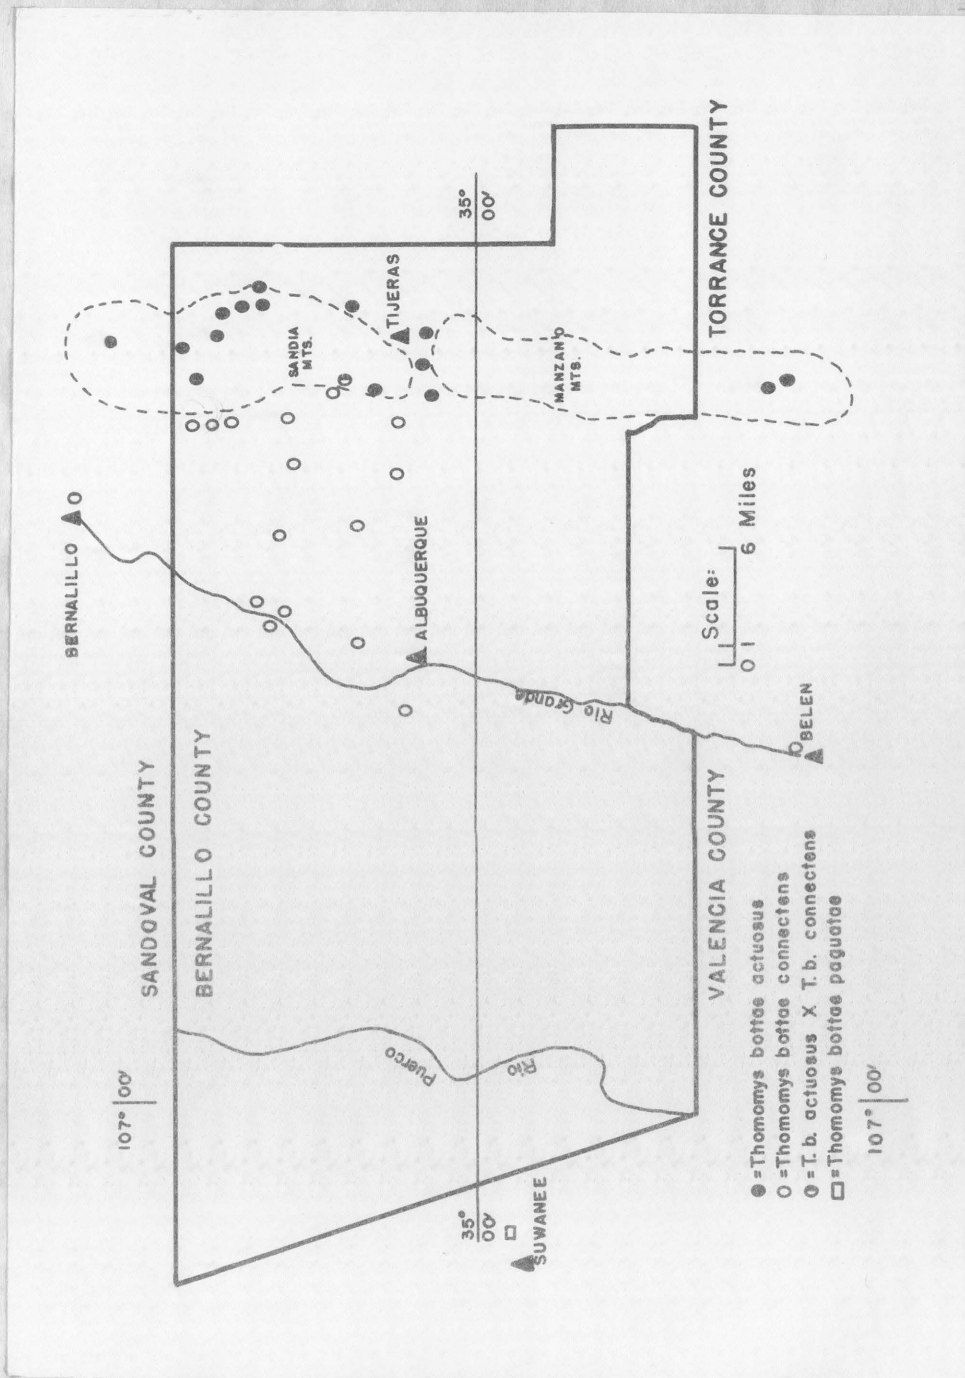 BERNALILLO
SANDOVAL COUNTY
BERNALILLO COUNTY
107° 00'
SANDIA
MTS.
TIJERAS
ALBUQUERQUE
35°
00'
MANZANO
MTS.
Rio Grande
Rio
Puerco
35°
00'
SUWANEE
TORRANCE COUNTY
VALENCIA COUNTY
BELEN
Scale:
0 1 6 Miles
=Thomomys bottae actuosus
=Thomomys bottae connectens
=T.b. actuosus X T.b. connectens
=Thomomys bottae paguatae
107° 00'